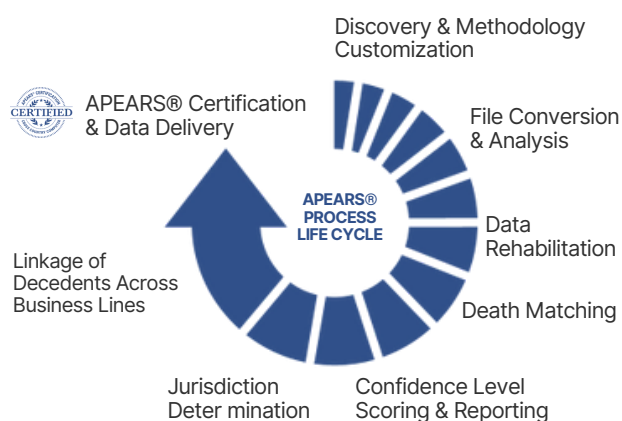 Discovery & Methodology
Customization
File Conversion
& Analysis
Data
Rehabilitation
Death Matching
Confidence Level
Scoring & Reporting
Jurisdiction
Deter mination
Linkage of
Decedents Across
Business Lines
APEARS® Certification
& Data Delivery
CERTIFIED
APEARS®
PROCESS
LIFE CYCLE